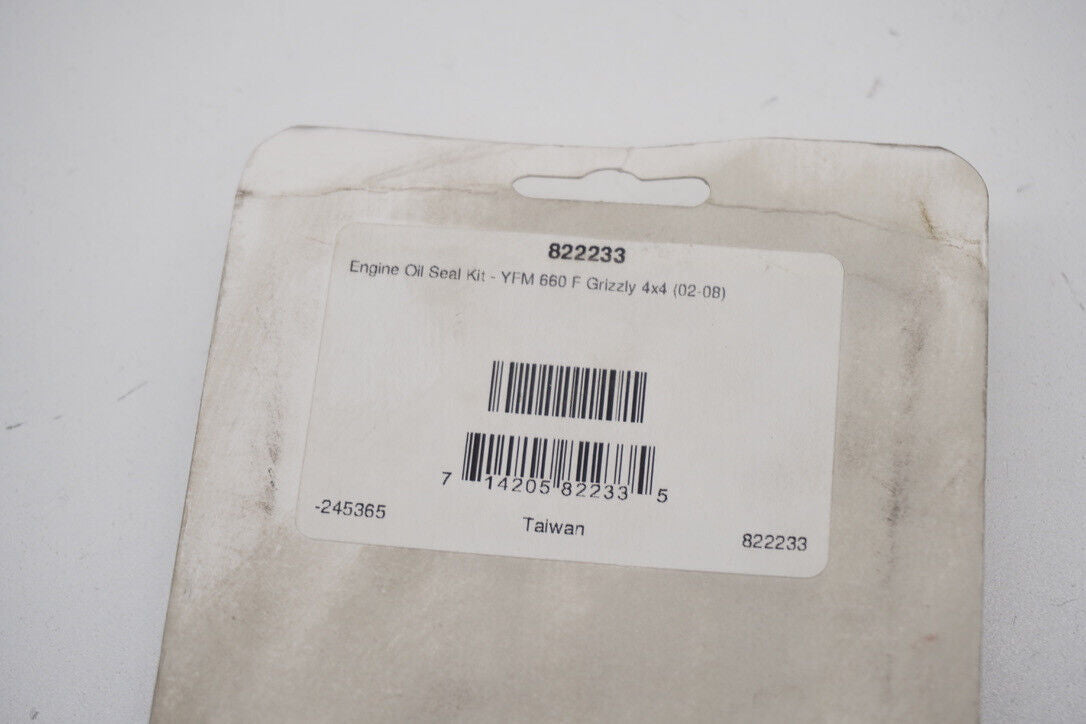 822233
Engine Oil Seal Kit - YFM 660 F Grizzly 4x4 (02-08)
7 14205 82233 5
-245365
Taiwan
822233